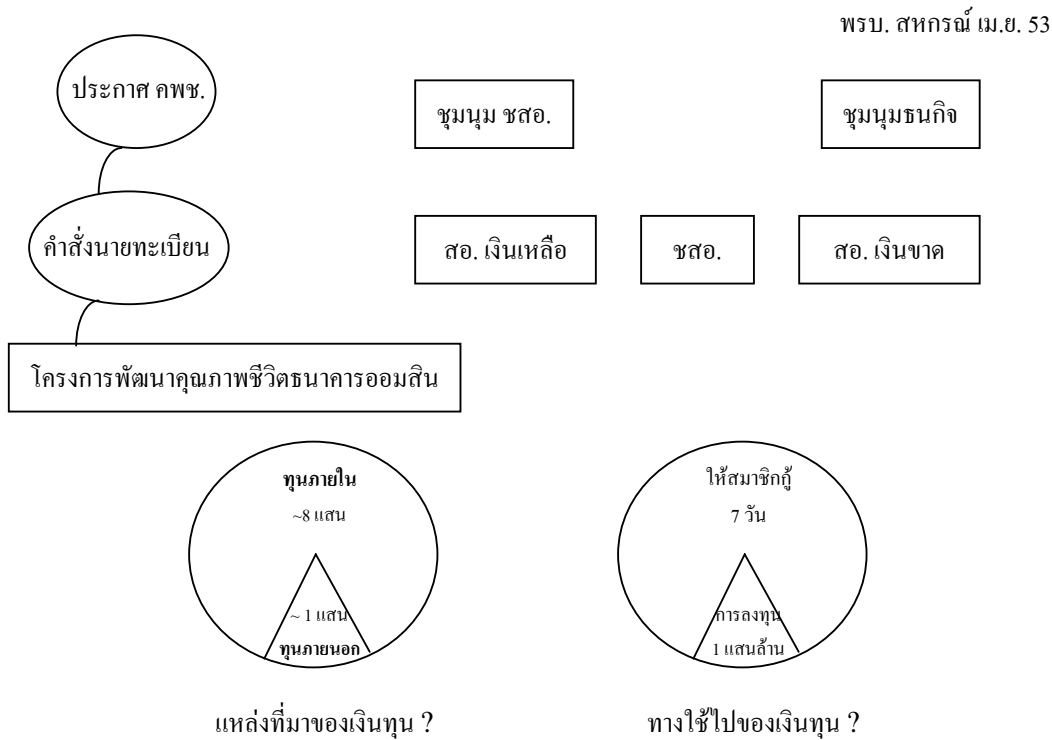 พรบ. สหกรณ์ เม.ย. 53
ประกาศ คพช.
ชุมนุม ชสอ.
ชุมนุมธนกิจ
คำสั่งนายทะเบียน
สอ. เงินเหลือ
ชสอ.
สอ. เงินขาด
โครงการพัฒนาคุณภาพชีวิตธนาคารออมสิน
ทุนภายใน
~8 แสน
~ 1 แสน
ทุนภายนอก
ให้สมาชิกกู้
7 วัน
การลงทุน
1 แสนล้าน
แหล่งที่มาของเงินทุน ?
ทางใช้ไปของเงินทุน ?